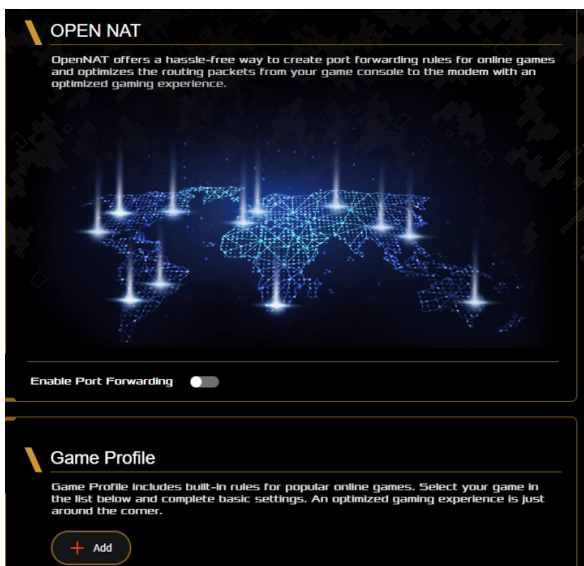 OPEN NAT
OpenNAT offers a hassle-free way to create port forwarding rules for online games
and optimizes the routing packets from your game console to the modem with an
optimized gaming experience.
Enable Port Forwarding
Game Profile
Game Profile includes built-in rules for popular online games. Select your game in
the list below and complete basic settings. An optimized gaming experience is just
around the corner.
Add